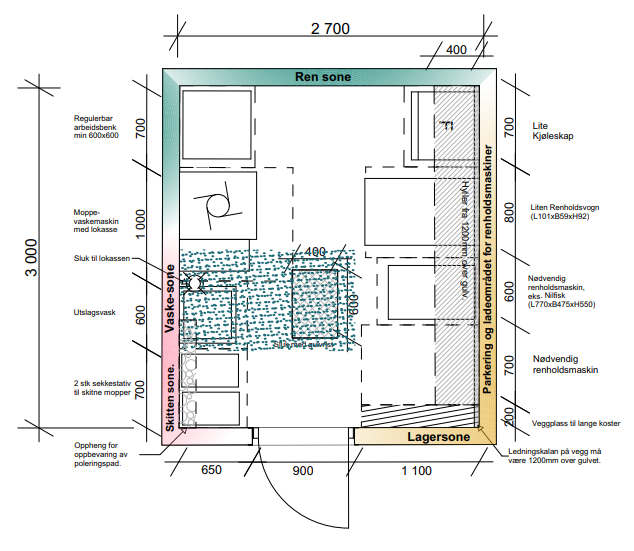 2 700
400
Ren sone
Regulerbar
arbeidsbenk
min 600x600
700
700
Lite
Kjøleskap
Moppe-
vaskemaskin
med lokasse
1 000
800
Liten Renholdsvogn
(L101xB59xH92)
3 000
Hyller fra 1200mm over gulv.
Parkering og ladeområdet for renholdsmaskiner
Sluk til lokassen
400
600
Vaske-sone
Utslagsvask
600
600
Nødvendig
renholdsmaskin,
eks. Nilfisk
(L770xB475xH550)
700
Nødvendig
renholdsmaskin
2 stk sekkestativ
til skitne mopper
700
Skitten sone.
200
Veggplass til lange koster
Oppheng for
oppbevaring av
poleringspad.
Lagersone
Ledningskalan på vegg må
være 1200mm over gulvet.
650
900
1 100